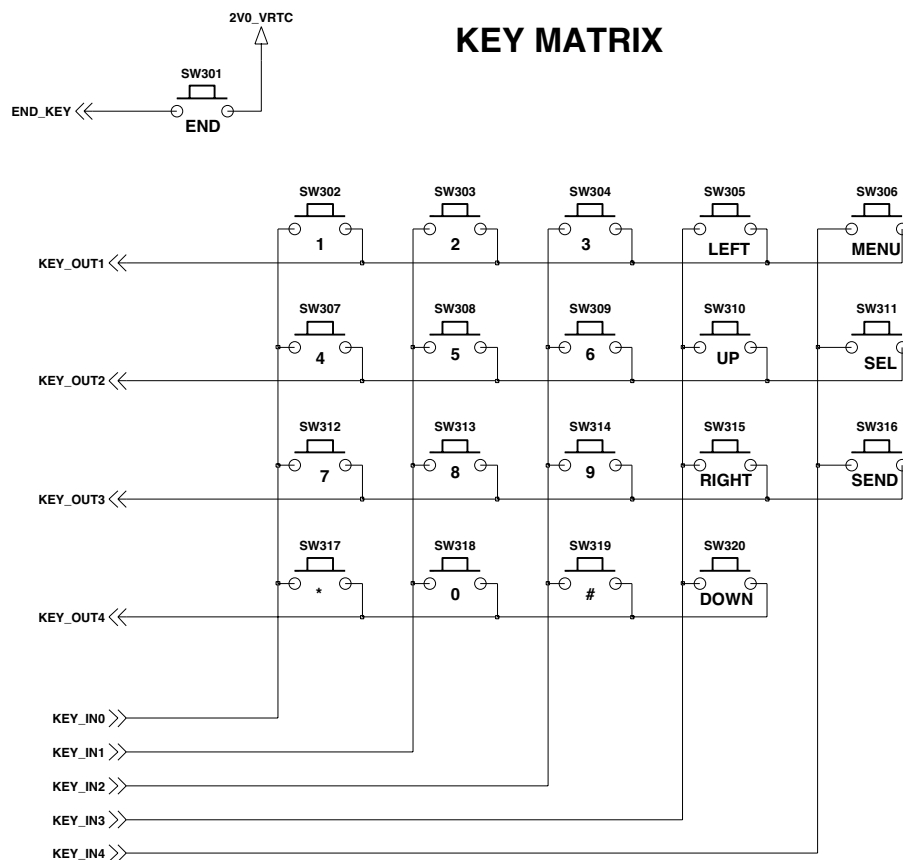 2V0_VRTC
KEY MATRIX
SW301
END_KEY
END
SW302 SW303 SW304 SW305 SW306
1 2 3 LEFT MENU
KEY_OUT1
SW307 SW308 SW309 SW310 SW311
4 5 6 UP SEL
KEY_OUT2
SW312 SW313 SW314 SW315 SW316
7 8 9 RIGHT SEND
KEY_OUT3
SW317 SW318 SW319 SW320
* 0 # DOWN
KEY_OUT4
KEY_IN0
KEY_IN1
KEY_IN2
KEY_IN3
KEY_IN4